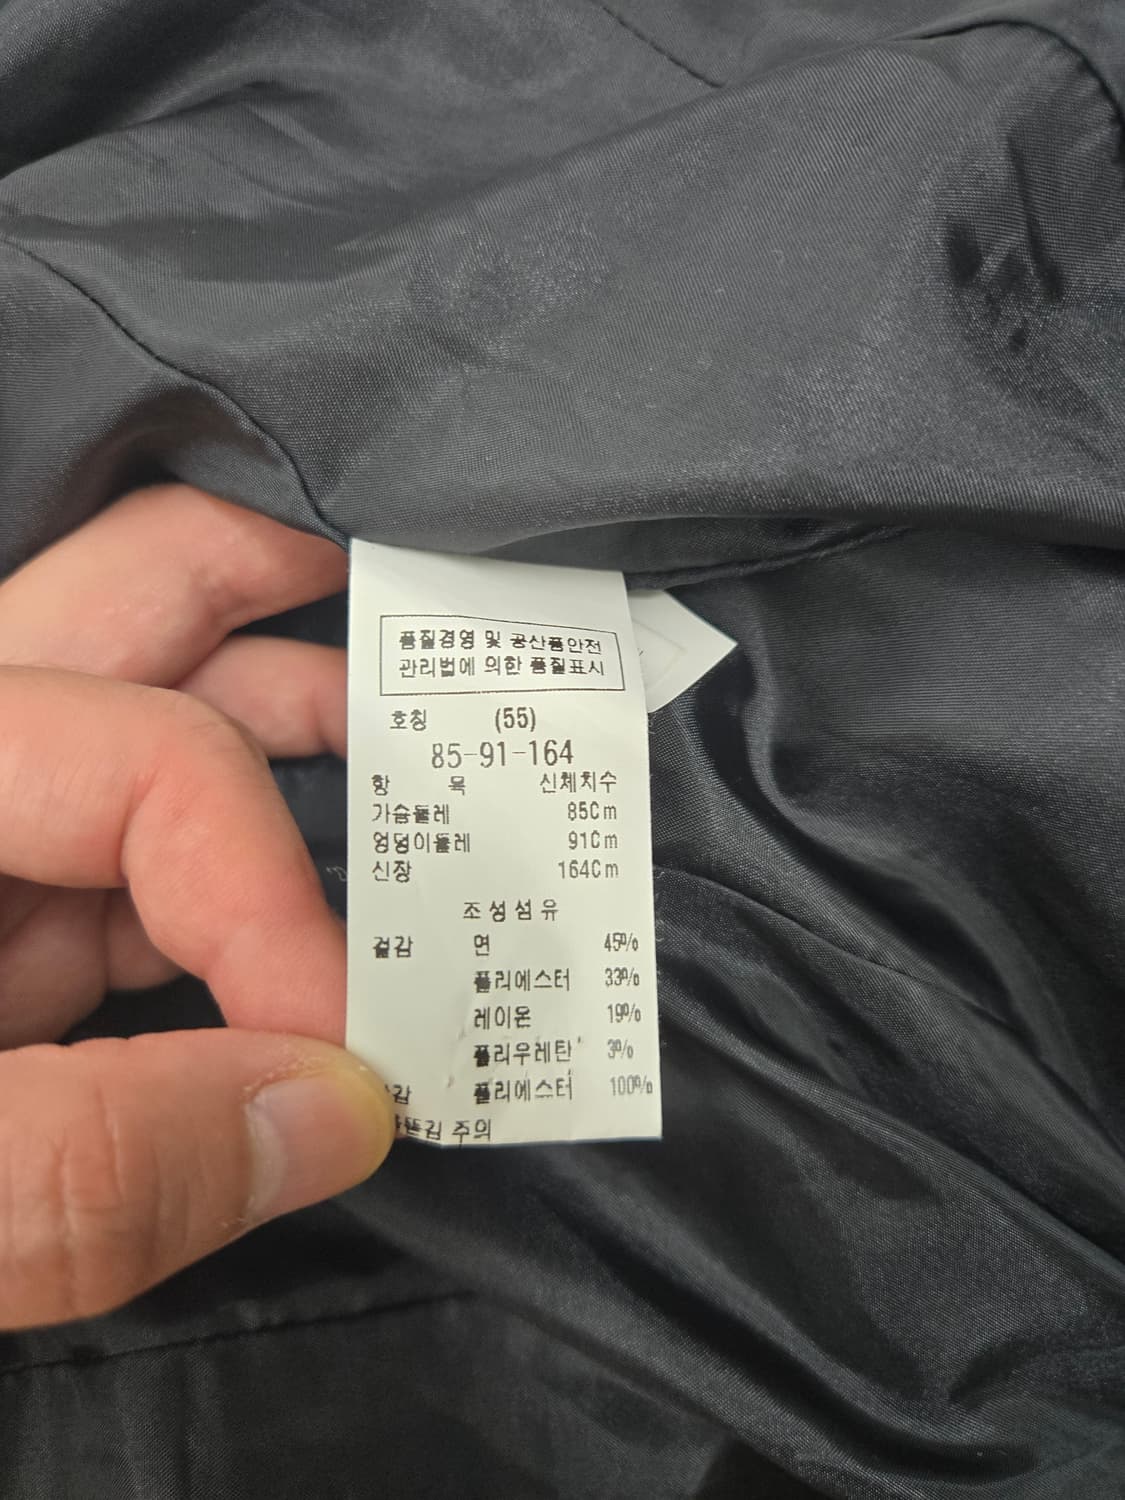 품질경영 및 공산품안전
관리법에 의한 품질표시
호칭 (55)
85-91-164
항 목 신체치수
가슴둘레 85Cm
엉덩이둘레 91Cm
신장 164Cm
조성섬유
겉감 면 45%
폴리에스터 33%
레이온 19%
폴리우레탄 3%
폴리에스터 100%
주의